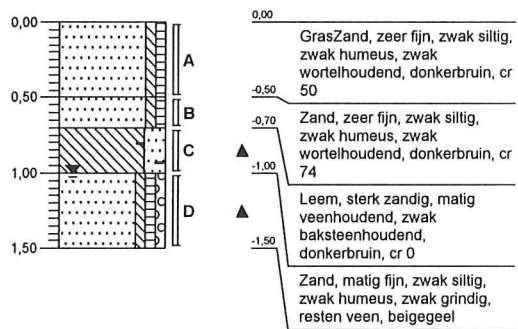 0,00
0,50
1,00
1,50
A
B
C
D
0,00
GrasZand, zeer fijn, zwak siltig,
zwak humeus, zwak
wortelhoudend, donkerbruin, cr
50
-0,50
Zand, zeer fijn, zwak siltig,
zwak humeus, zwak
wortelhoudend, donkerbruin, cr
74
-0,70
Leem, sterk zandig, matig
veenhoudend, zwak
baksteenhoudend,
donkerbruin, cr 0
-1,00
Zand, matig fijn, zwak siltig,
zwak humeus, zwak grindig,
resten veen, beigegeel
-1,50